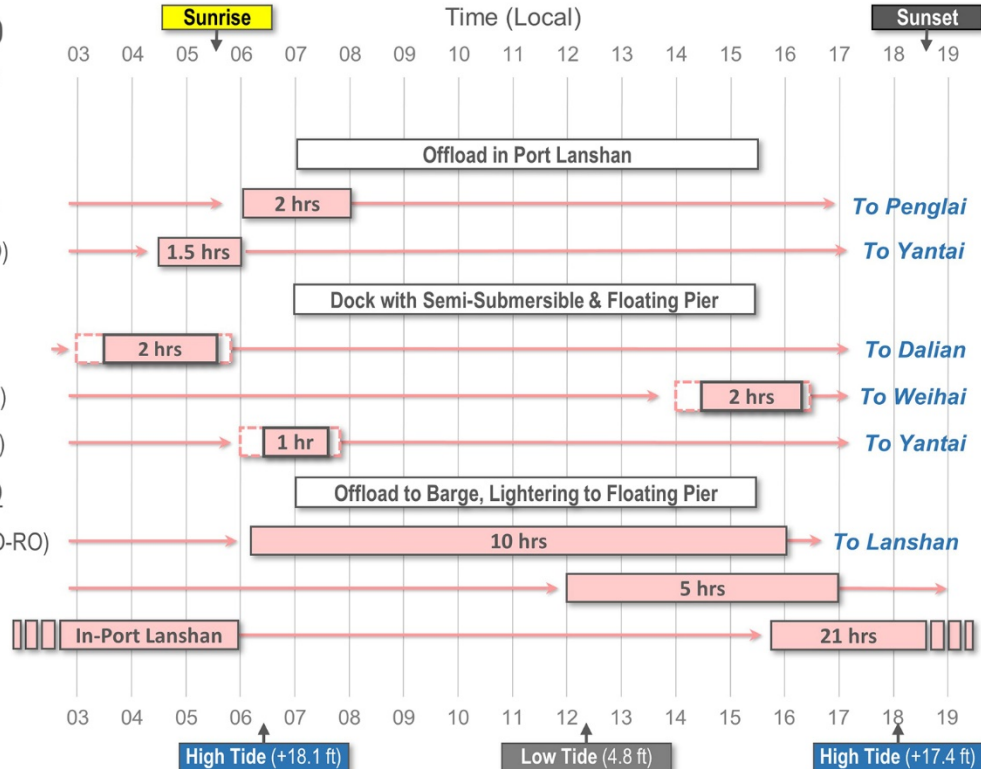 Sunrise
Time (Local)
Sunset
03 04 05 06 07 08 09 10 11 12 13 14 15 16 17 18 19
Offload in Port Lanshan
2 hrs
To Penglai
1.5 hrs
To Yantai
Dock with Semi-Submersible & Floating Pier
2 hrs
To Dalian
)
2 hrs
To Weihai
)
1 hr
To Yantai
Offload to Barge, Lightering to Floating Pier
O-RO)
10 hrs
To Lanshan
5 hrs
In-Port Lanshan
21 hrs
03 04 05 06 07 08 09 10 11 12 13 14 15 16 17 18 19
High Tide (+18.1 ft)
Low Tide (4.8 ft)
High Tide (+17.4 ft)